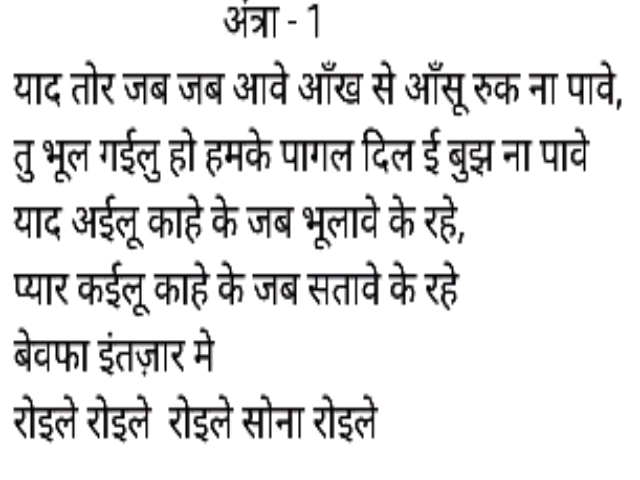 अंत्रा - 1
याद तोर जब जब आवे आँख से आँसू रुक ना पावे,
तु भूल गईलु हो हमके पागल दिल ई बुझ ना पावे
याद अईलू काहे के जब भूलावे के रहे,
प्यार कईलू काहे के जब सतावे के रहे
बेवफा इंतज़ार मे
रोइले रोइले रोइले सोना रोइले